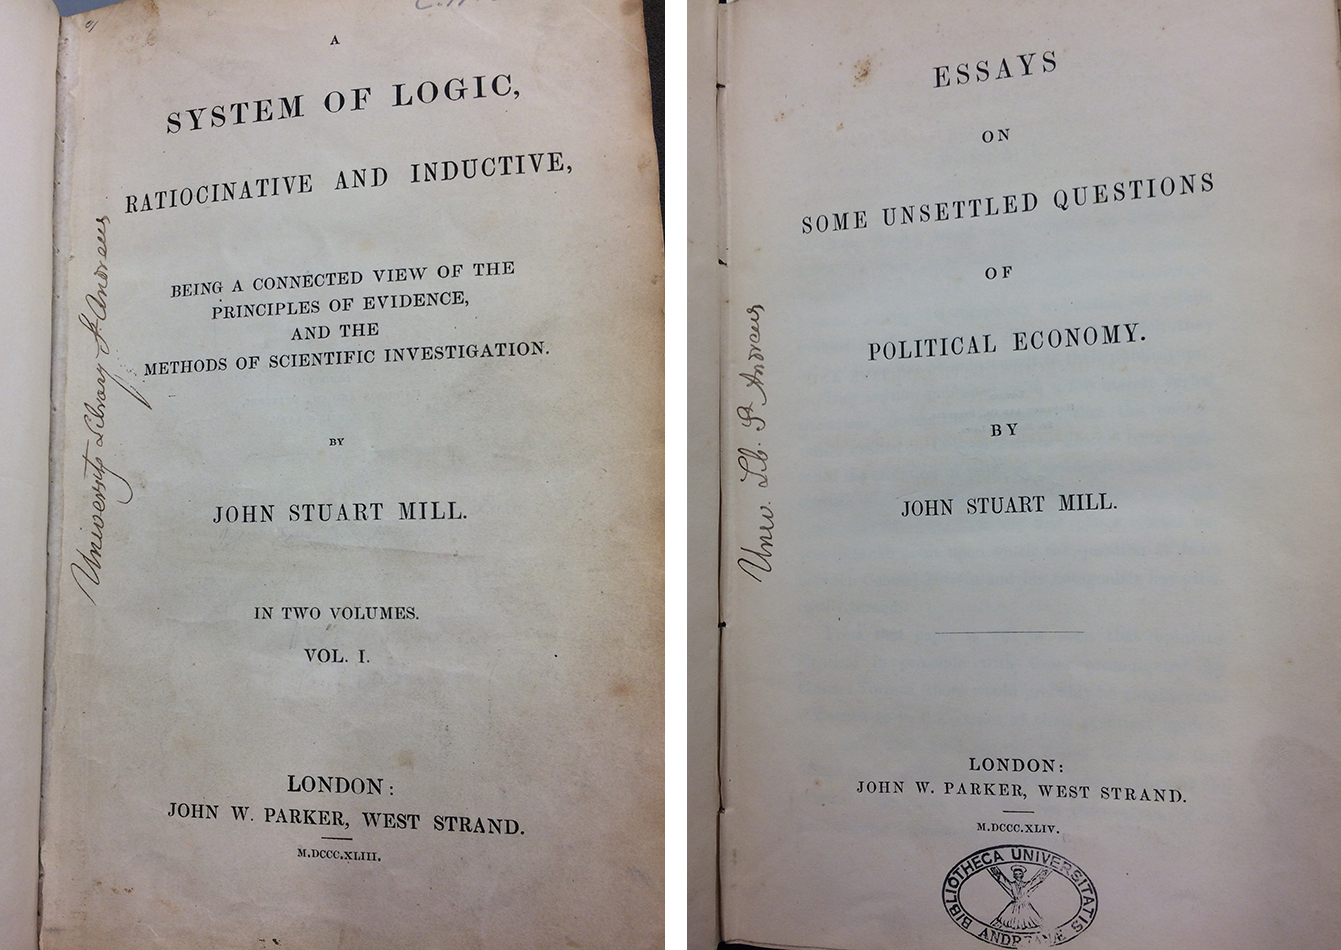 A
SYSTEM OF LOGIC,
RATIOCINATIVE AND INDUCTIVE,
BEING A CONNECTED VIEW OF THE
PRINCIPLES OF EVIDENCE,
AND THE
METHODS OF SCIENTIFIC INVESTIGATION.
BY
JOHN STUART MILL.
IN TWO VOLUMES.
VOL. I.
LONDON:
JOHN W. PARKER, WEST STRAND.
M.DCCC.XLIII.
University Library St Andrews
ESSAYS
ON
SOME UNSETTLED QUESTIONS
OF
POLITICAL ECONOMY.
BY
JOHN STUART MILL.
LONDON:
JOHN W. PARKER, WEST STRAND.
M.DCCC.XLIV.
Univ. Lib. St Andrews
BIBLIOTHECA UNIVERSITATIS